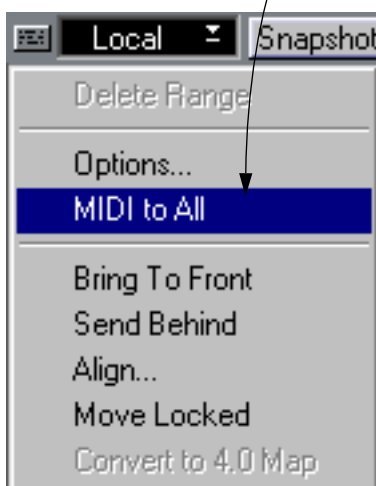 Local Snapshot
Delete Range
Options...
MIDI to All
Bring To Front
Send Behind
Align...
Move Locked
Convert to 4.0 Map